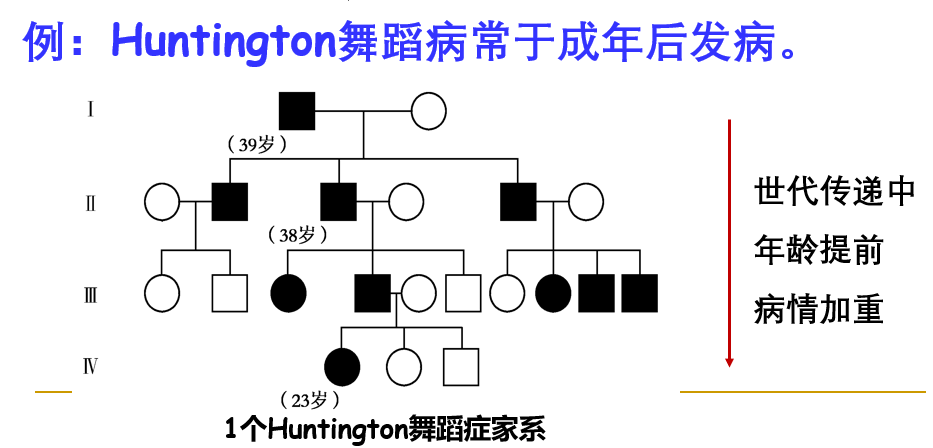 例：Huntington舞蹈病常于成年后发病。
Ⅰ
（39岁）
Ⅱ
（38岁）
Ⅲ
Ⅳ
（23岁）
世代传递中
年龄提前
病情加重
1个Huntington舞蹈症家系